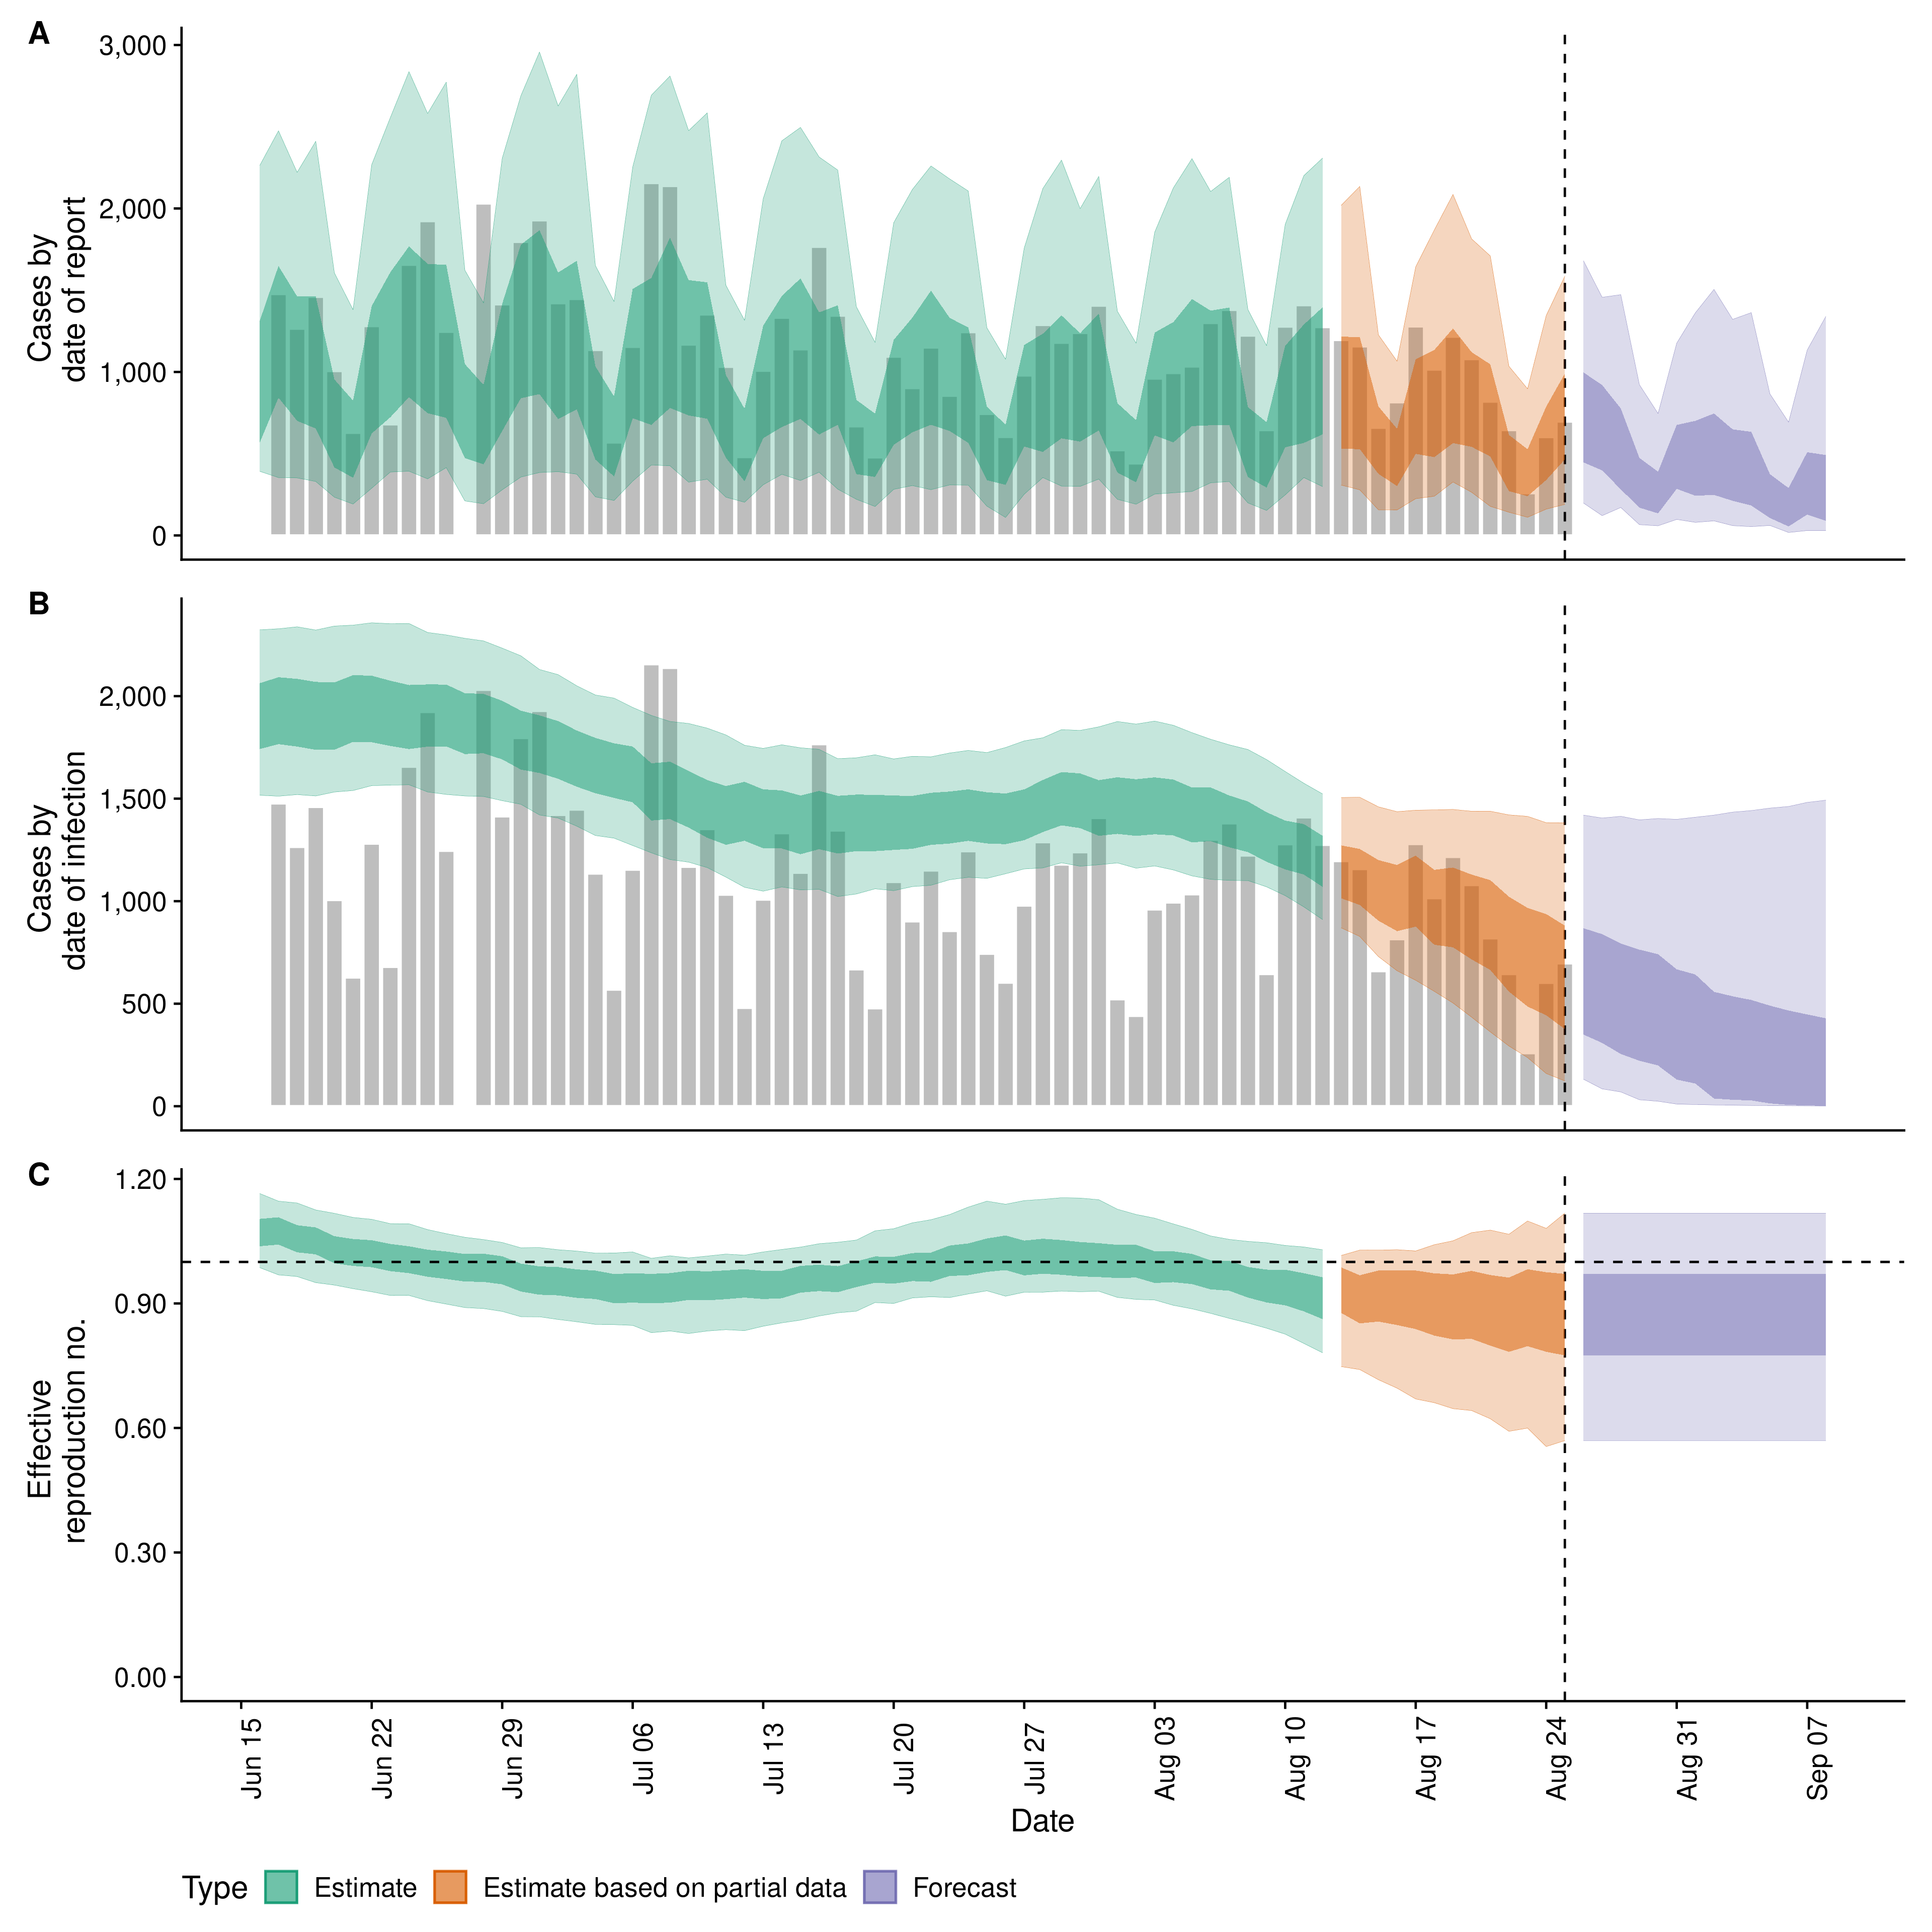 A
Cases by
date of report
3,000
2,000
1,000
0
B
Cases by
date of infection
2,000
1,500
1,000
500
0
C
Effective
reproduction no.
1.20
0.90
0.60
0.30
0.00
Jun 15
Jun 22
Jun 29
Jul 06
Jul 13
Jul 20
Jul 27
Aug 03
Aug 10
Aug 17
Aug 24
Aug 31
Sep 07
Date
Type Estimate Estimate based on partial data Forecast